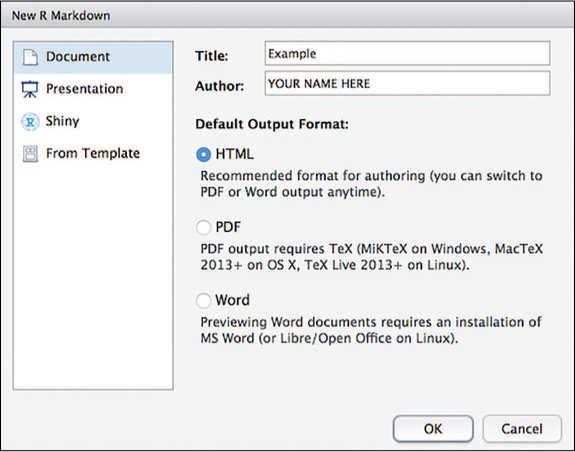 New R Markdown
Document
Presentation
Shiny
From Template
Title: Example
Author: YOUR NAME HERE
Default Output Format:
HTML
Recommended format for authoring (you can switch to
PDF or Word output anytime).
PDF
PDF output requires TeX (MiKTeX on Windows, MacTeX
2013+ on OS X, TeX Live 2013+ on Linux).
Word
Previewing Word documents requires an installation of
MS Word (or Libre/Open Office on Linux).
OK Cancel